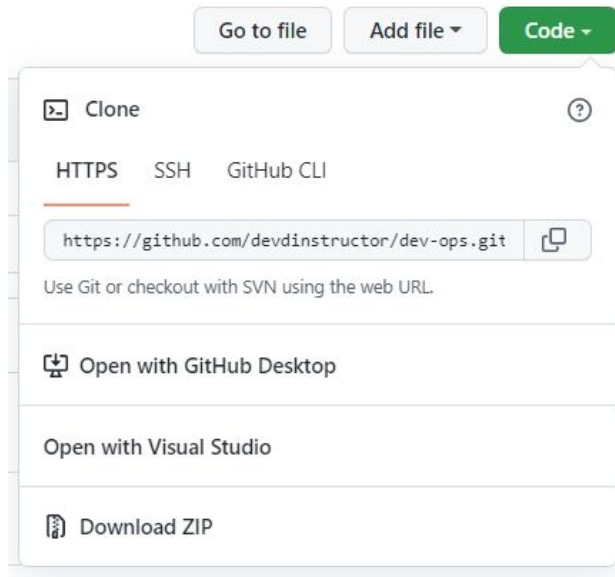 Go to file Add file Code
Clone
HTTPS SSH GitHub CLI
https://github.com/devdinstructor/dev-ops.git
Use Git or checkout with SVN using the web URL.
Open with GitHub Desktop
Open with Visual Studio
Download ZIP